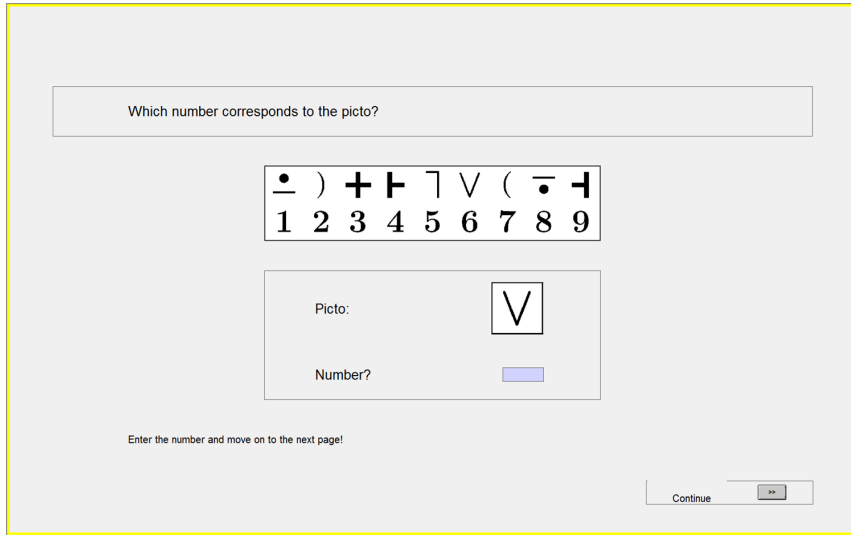 Which number corresponds to the picto?
) + ⊢ ㄱ ∨ ( ⊣
1 2 3 4 5 6 7 8 9
Picto: ∨
Number?
Enter the number and move on to the next page!
Continue >>